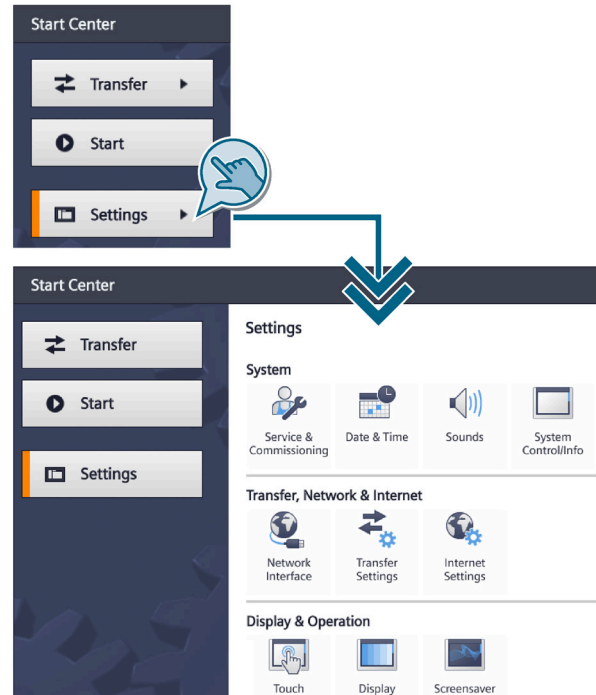 Start Center
Transfer
Start
Settings
Start Center
Transfer
Start
Settings
Settings
System
Service &
Commissioning
Date & Time
Sounds
System
Control/Info
Transfer, Network & Internet
Network
Interface
Transfer
Settings
Internet
Settings
Display & Operation
Touch
Display
Screensaver